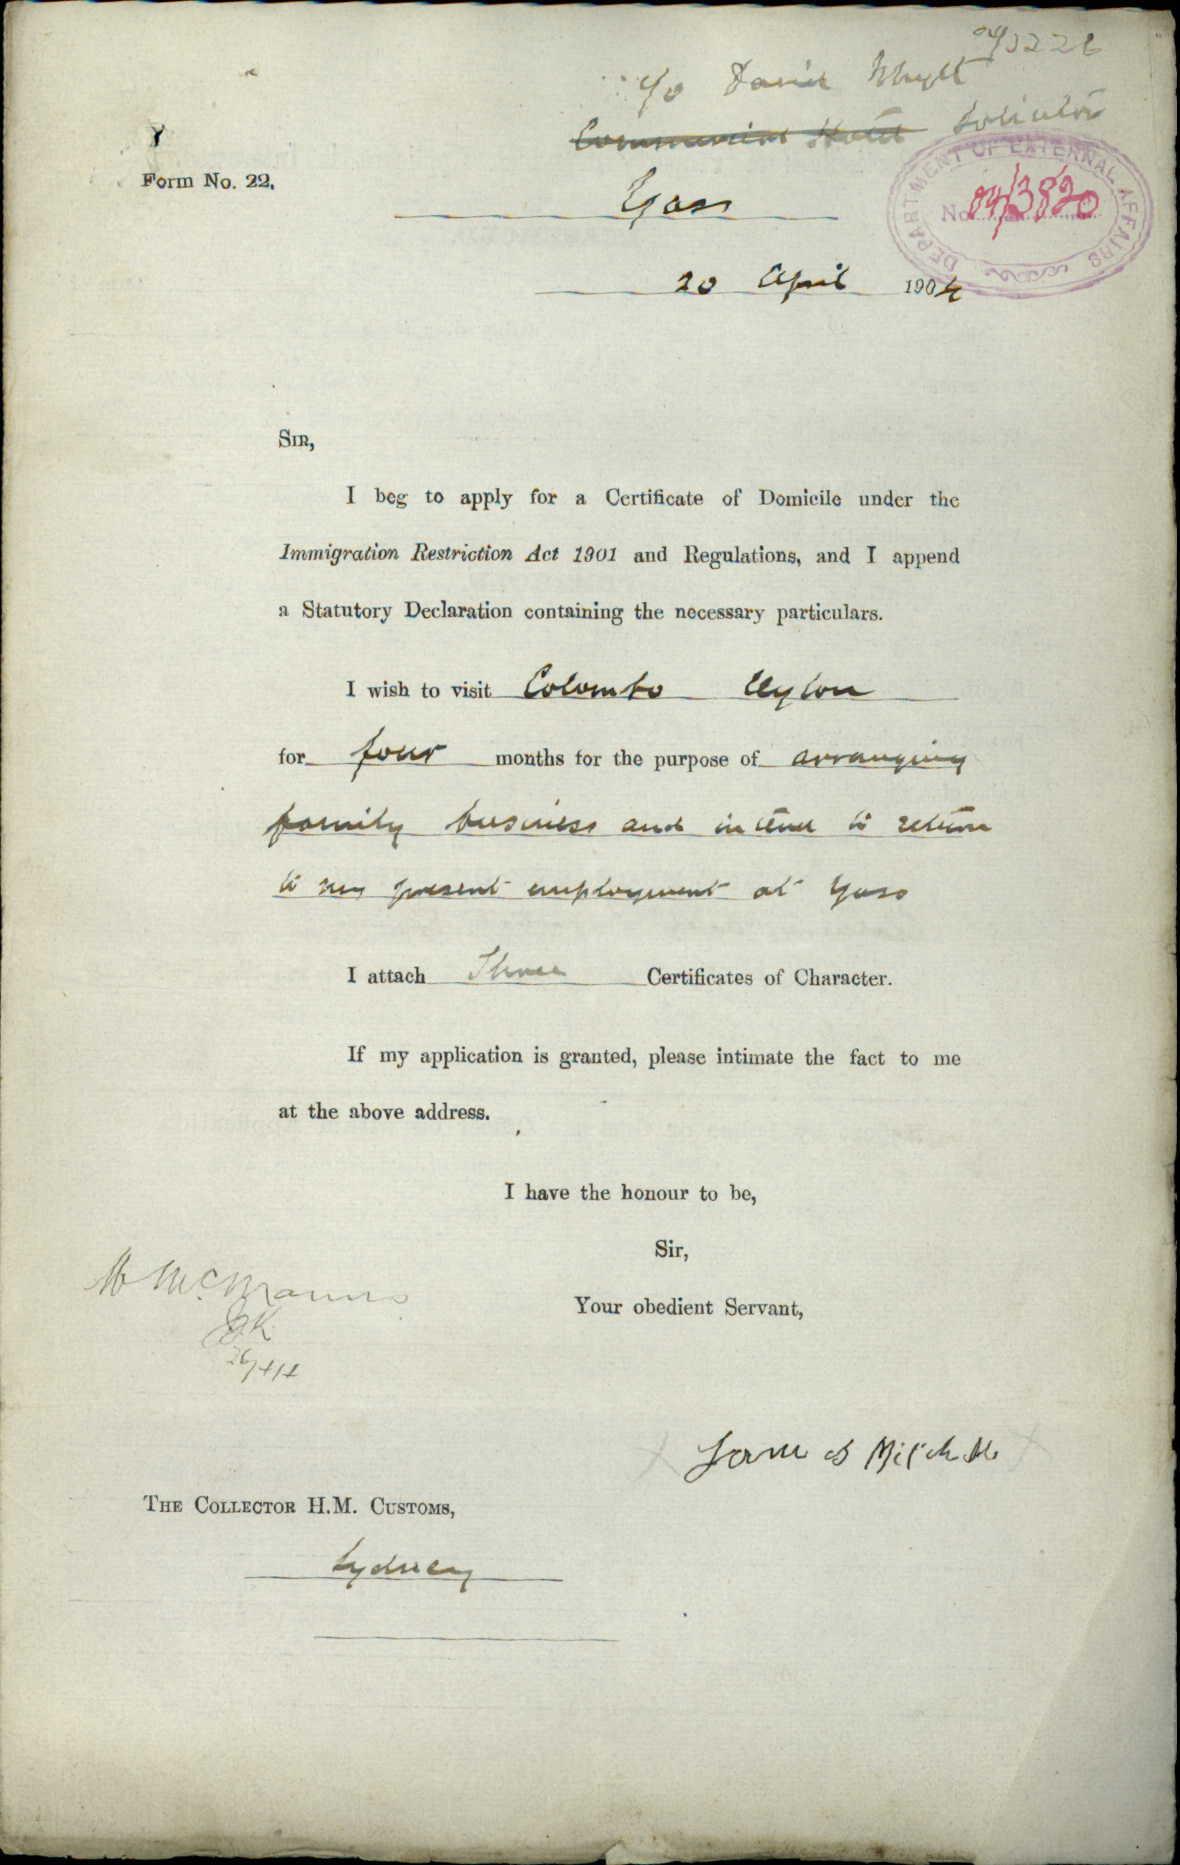 c/o David
Commercial Hotel Solicitor
Form No. 22.
DEPARTMENT OF EXTERNAL AFFAIRS
No 04/3820
Yass
20 April 1904
SIR,
I beg to apply for a Certificate of Domicile under the
Immigration Restriction Act 1901 and Regulations, and I append
a Statutory Declaration containing the necessary particulars.
I wish to visit Colombo Ceylon
for four months for the purpose of arranging
family business and intend to return
to my present employment at Yass
I attach Three Certificates of Character.
If my application is granted, please intimate the fact to me
at the above address.
I have the honour to be,
Sir,
Your obedient Servant,
McManus
THE COLLECTOR H.M. CUSTOMS,
Sydney